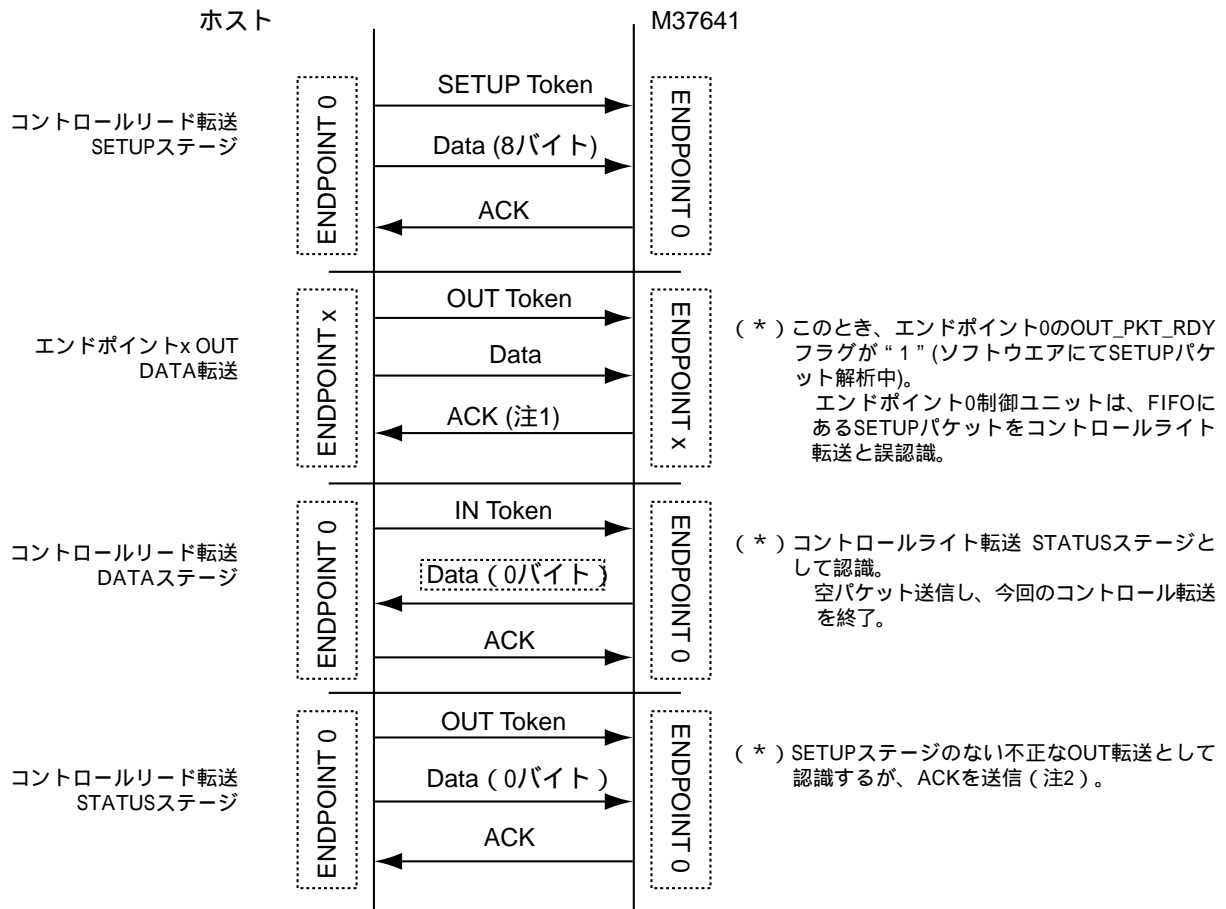 ホスト
M37641
コントロールリード転送
SETUPステージ
ENDPOINT 0
SETUP Token
Data (8バイト)
ACK
ENDPOINT 0
エンドポイントx OUT
DATA転送
ENDPOINT x
OUT Token
Data
ACK (注1)
ENDPOINT x
(*)このとき、エンドポイント0のOUT_PKT_RDY
フラグが“1”(ソフトウエアにてSETUPパケ
ット解析中)。
エンドポイント0制御ユニットは、FIFOに
あるSETUPパケットをコントロールライト
転送と誤認識。
コントロールリード転送
DATAステージ
ENDPOINT 0
IN Token
Data(0バイト)
ACK
ENDPOINT 0
(*)コントロールライト転送 STATUSステージと
して認識。
空パケット送信し、今回のコントロール転送
を終了。
コントロールリード転送
STATUSステージ
ENDPOINT 0
OUT Token
Data(0バイト)
ACK
ENDPOINT 0
(*)SETUPステージのない不正なOUT転送として
認識するが、ACKを送信(注2)。